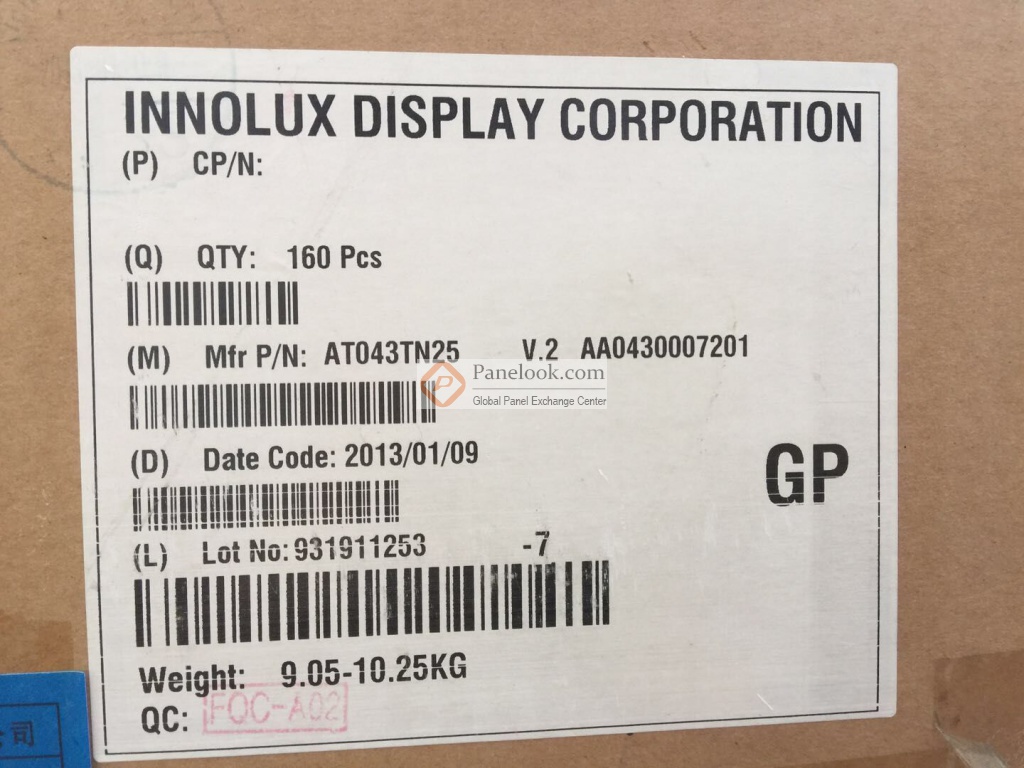 INNOLUX DISPLAY CORPORATION
(P) CP/N:
(Q) QTY: 160 Pcs
(M) Mfr P/N: AT043TN25 V.2 AA0430007201
Panelook.com
Global Panel Exchange Center
(D) Date Code: 2013/01/09
GP
(L) Lot No: 931911253 -7
Weight: 9.05-10.25KG
QC: FQC-A02
司